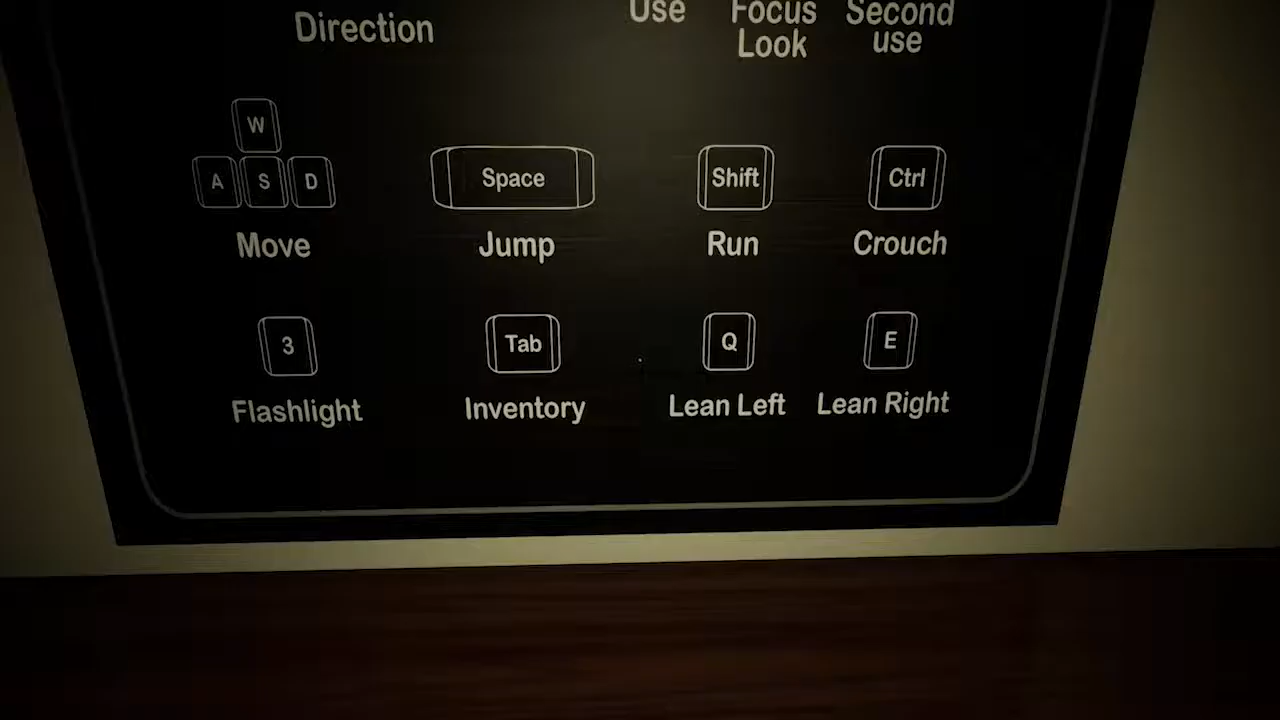 Direction
Use
Focus
Look
Second
use
W
A S D
Move
Space
Jump
Shift
Run
Ctrl
Crouch
3
Flashlight
Tab
Inventory
Q
Lean Left
E
Lean Right